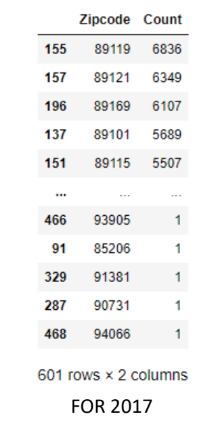 Zipcode Count
155 89119 6836
157 89121 6349
196 89169 6107
137 89101 5689
151 89115 5507
... ... ...
466 93905 1
91 85206 1
329 91381 1
287 90731 1
468 94066 1
601 rows × 2 columns
FOR 2017